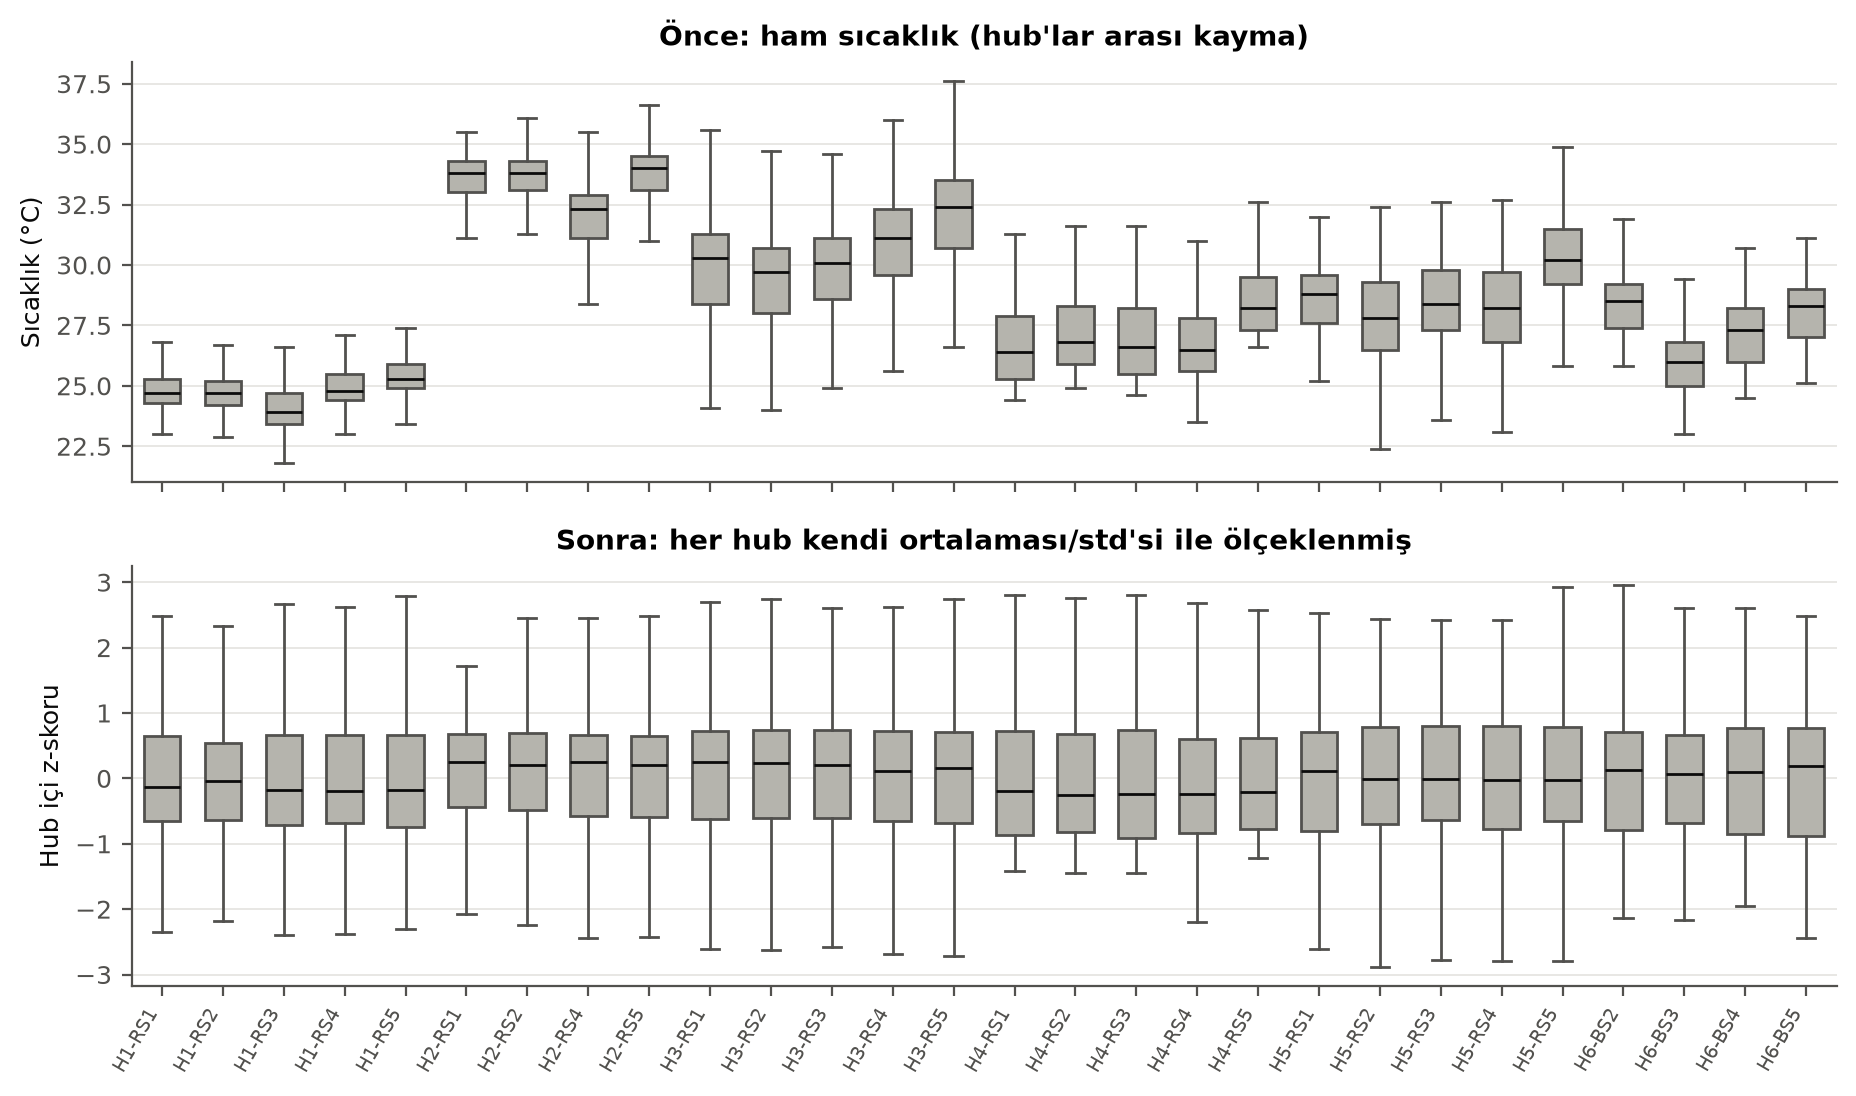 Önce: ham sıcaklık (hub'lar arası kayma)
Sıcaklık (°C)
37.5
35.0
32.5
30.0
27.5
25.0
22.5
Sonra: her hub kendi ortalaması/std'si ile ölçeklenmiş
Hub içi z-skoru
3
2
1
0
−1
−2
−3
H1-RS1
H1-RS2
H1-RS3
H1-RS4
H1-RS5
H2-RS1
H2-RS2
H2-RS4
H2-RS5
H3-RS1
H3-RS2
H3-RS3
H3-RS4
H3-RS5
H4-RS1
H4-RS2
H4-RS3
H4-RS4
H4-RS5
H5-RS1
H5-RS2
H5-RS3
H5-RS4
H5-RS5
H6-BS2
H6-BS3
H6-BS4
H6-BS5